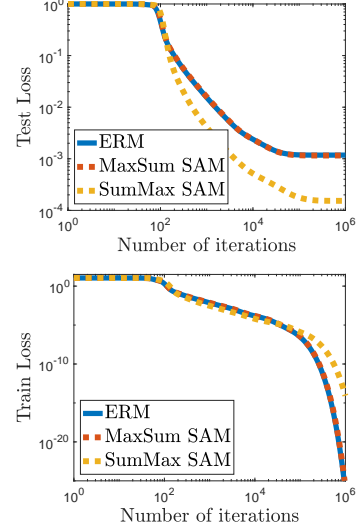 10^0
10^-1
10^-2
10^-3
10^-4
Test Loss
ERM
MaxSum SAM
SumMax SAM
10^0 10^2 10^4 10^6
Number of iterations
10^0
10^-10
10^-20
Train Loss
ERM
MaxSum SAM
SumMax SAM
10^0 10^2 10^4 10^6
Number of iterations